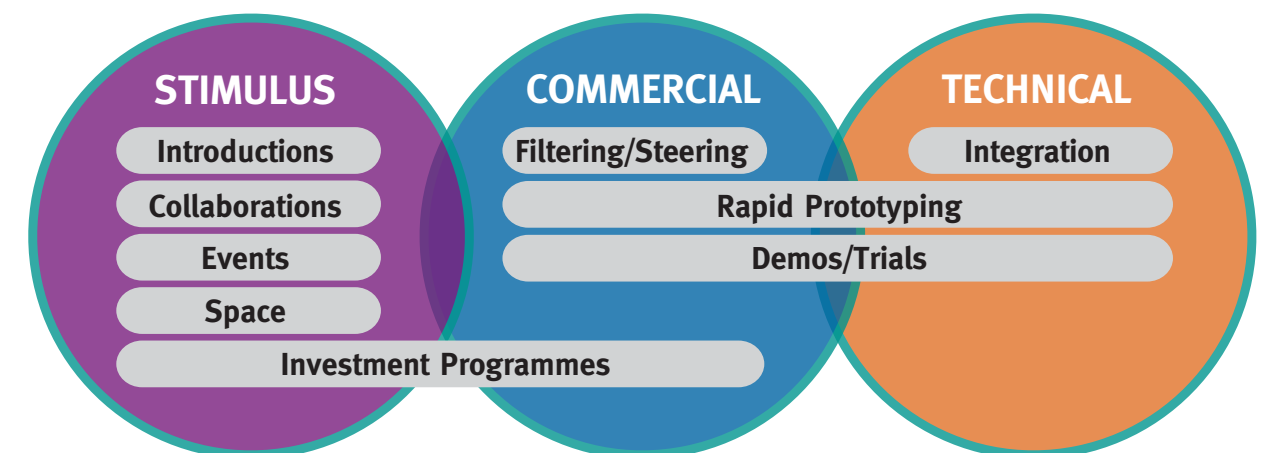 STIMULUS
Introductions
Collaborations
Events
Space
COMMERCIAL
Filtering/Steering
TECHNICAL
Integration
Rapid Prototyping
Demos/Trials
Investment Programmes